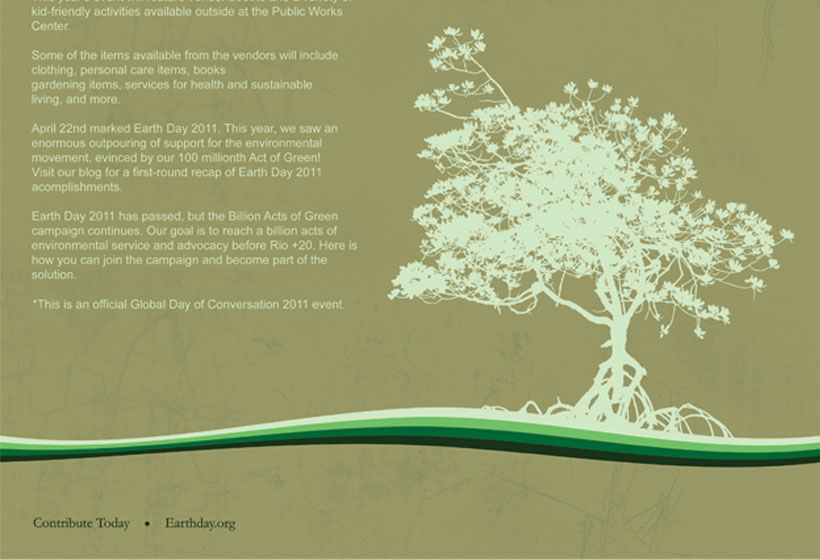 kid-friendly activities available outside at the Public Works
Center.
Some of the items available from the vendors will include
clothing, personal care items, books
gardening items, services for health and sustainable
living, and more.
April 22nd marked Earth Day 2011. This year, we saw an
enormous outpouring of support for the environmental
movement, evinced by our 100 millionth Act of Green!
Visit our blog for a first-round recap of Earth Day 2011
acomplishments.
Earth Day 2011 has passed, but the Billion Acts of Green
campaign continues. Our goal is to reach a billion acts of
environmental service and advocacy before Rio +20. Here is
how you can join the campaign and become part of the
solution.
*This is an official Global Day of Conversation 2011 event.
Contribute Today • Earthday.org